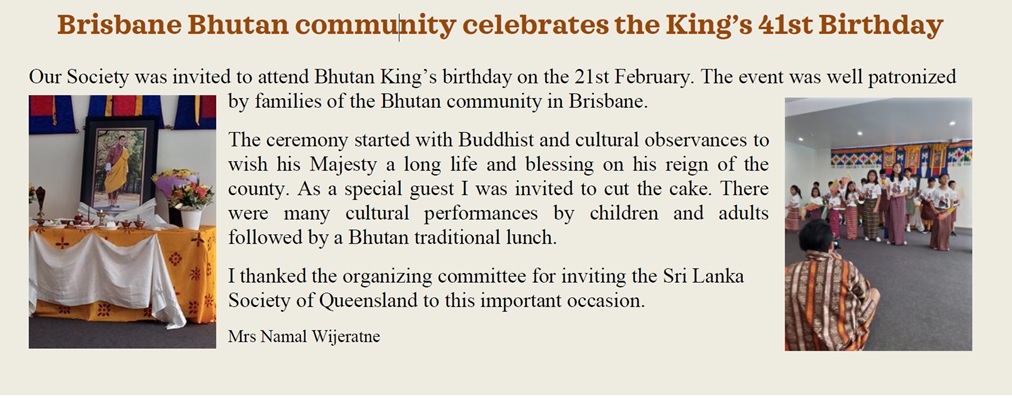 Brisbane Bhutan community celebrates the King's 41st Birthday
Our Society was invited to attend Bhutan King's birthday on the 21st February. The event was well patronized
by families of the Bhutan community in Brisbane.
The ceremony started with Buddhist and cultural observances to
wish his Majesty a long life and blessing on his reign of the
county. As a special guest I was invited to cut the cake. There
were many cultural performances by children and adults
followed by a Bhutan traditional lunch.
I thanked the organizing committee for inviting the Sri Lanka
Society of Queensland to this important occasion.
Mrs Namal Wijeratne